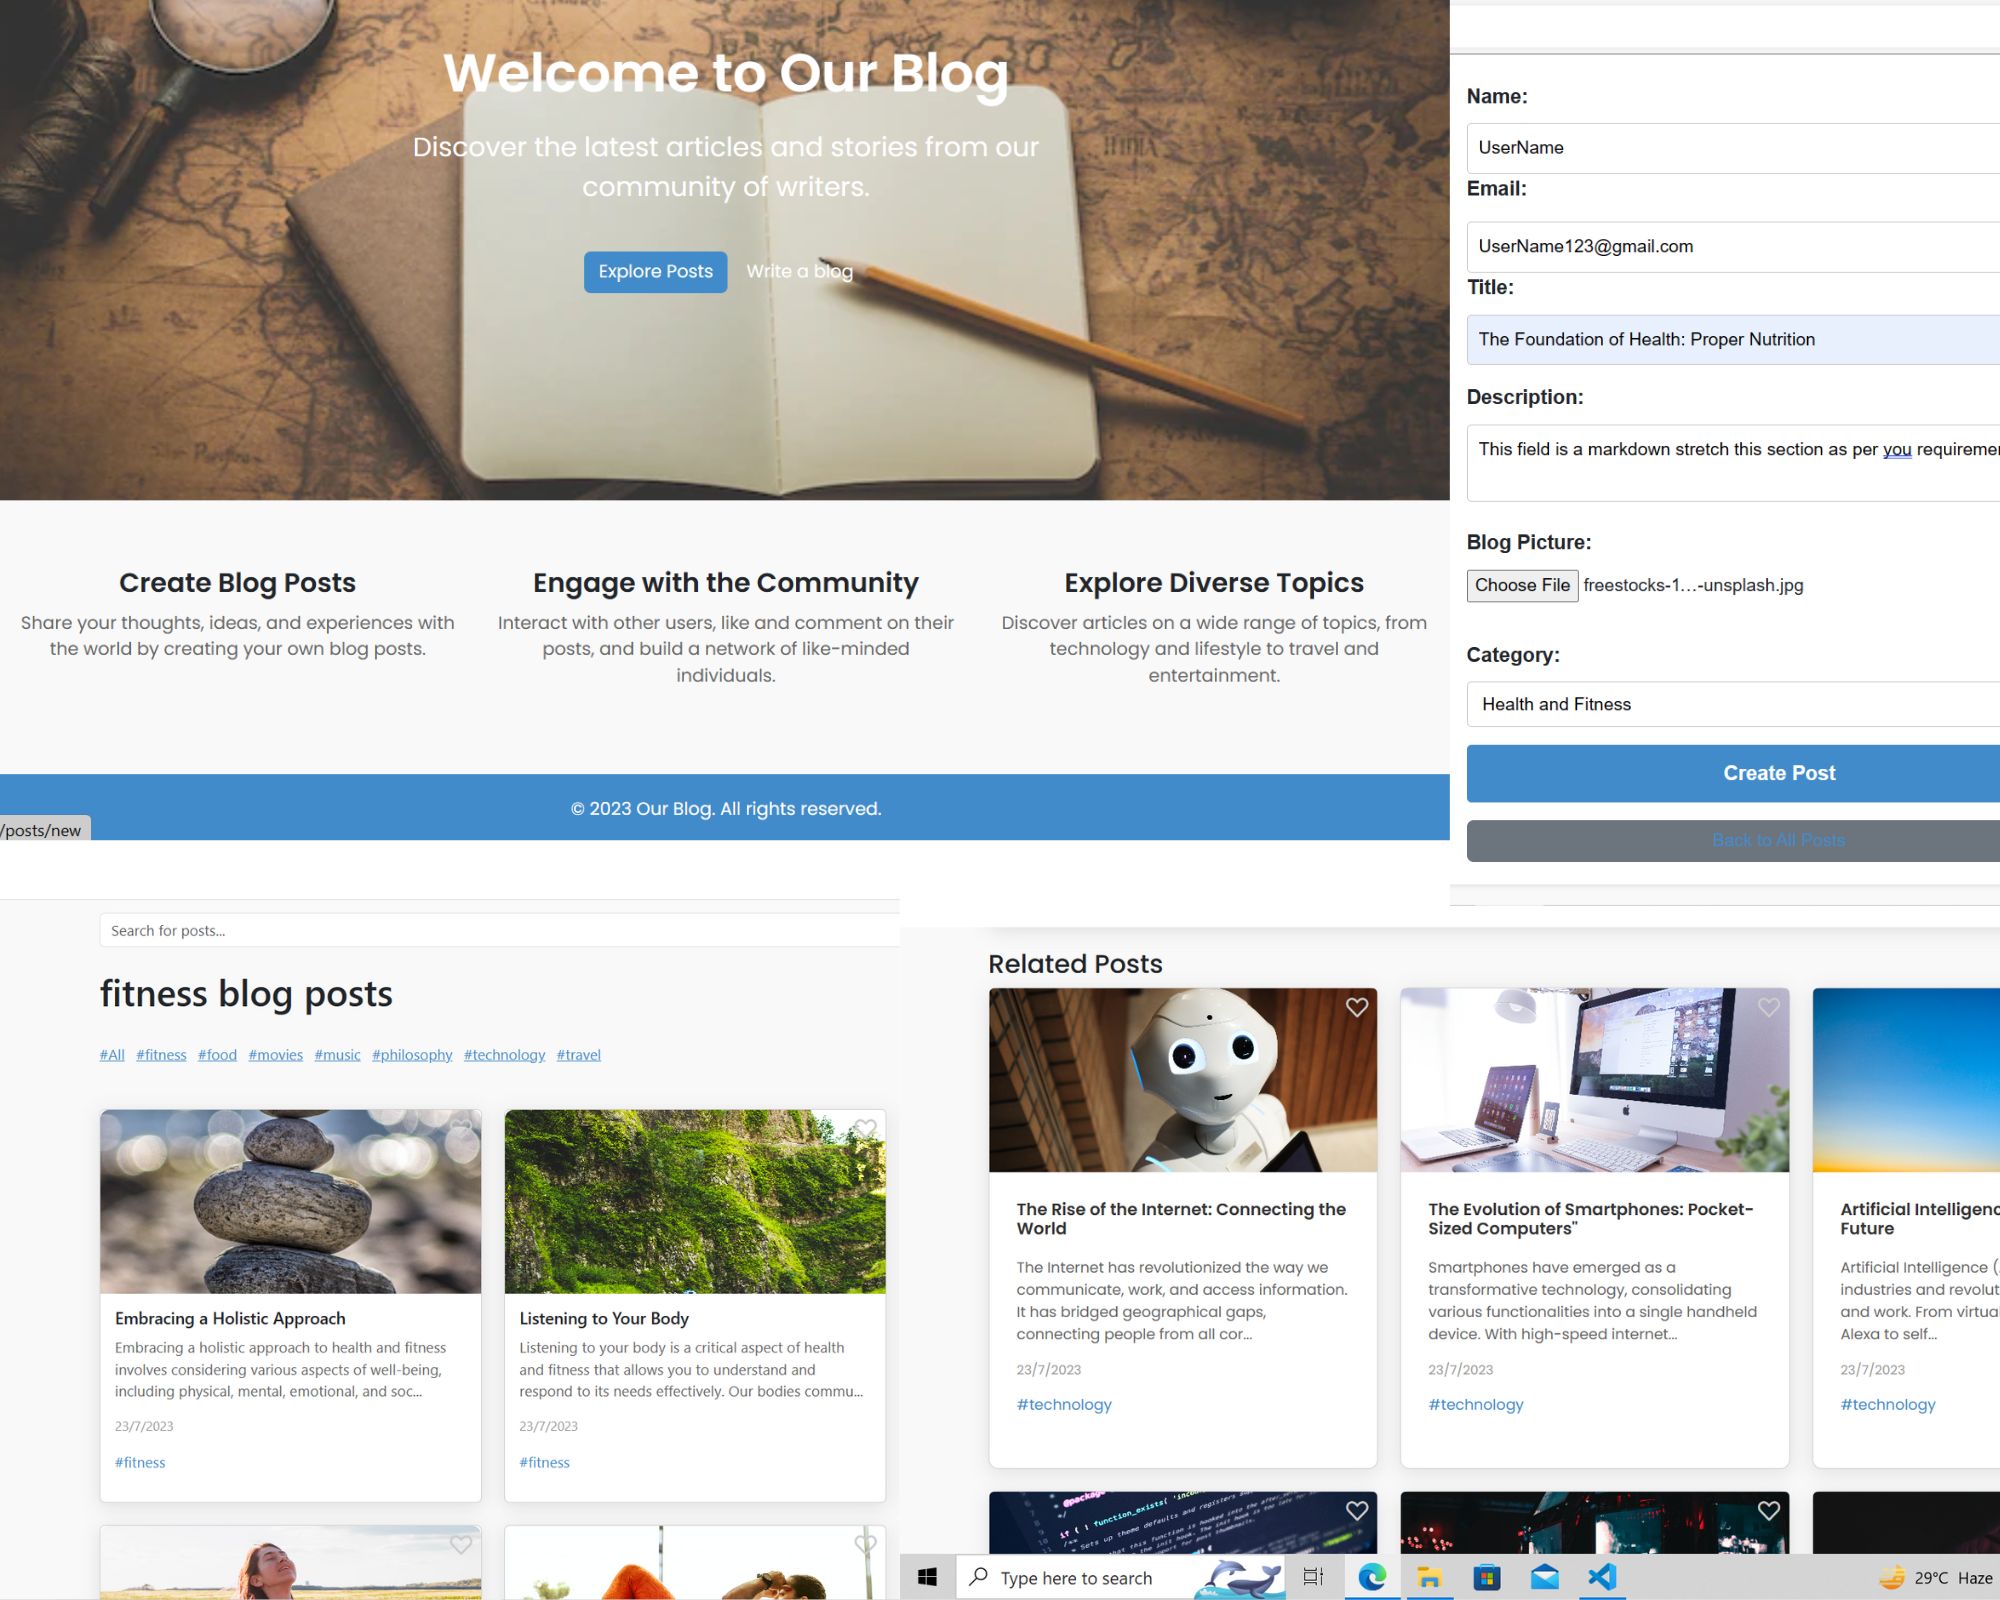 Welcome to Our Blog
Discover the latest articles and stories from our
community of writers.
Explore Posts
Write a blog
Create Blog Posts
Share your thoughts, ideas, and experiences with
the world by creating your own blog posts.
Engage with the Community
Interact with other users, like and comment on their
posts, and build a network of like-minded
individuals.
Explore Diverse Topics
Discover articles on a wide range of topics, from
technology and lifestyle to travel and
entertainment.
© 2023 Our Blog. All rights reserved.
/posts/new
Name:
UserName
Email:
UserName123@gmail.com
Title:
The Foundation of Health: Proper Nutrition
Description:
This field is a markdown stretch this section as per you
Blog Picture:
Choose File freestocks-1...-unsplash.jpg
Category:
Health and Fitness
Create Post
Back to All Posts
Search for posts...
fitness blog posts
#All #fitness #food #movies #music #philosophy #technology #travel
Embracing a Holistic Approach
Embracing a holistic approach to health and fitness
involves considering various aspects of well-being,
including physical, mental, emotional, and soc...
23/7/2023
#fitness
Listening to Your Body
Listening to your body is a critical aspect of health
and fitness that allows you to understand and
respond to its needs effectively. Our bodies commu...
23/7/2023
#fitness
Related Posts
The Rise of the Internet: Connecting the
World
The Internet has revolutionized the way we
communicate, work, and access information.
It has bridged geographical gaps,
connecting people from all cor...
23/7/2023
#technology
The Evolution of Smartphones: Pocket-
Sized Computers"
Smartphones have emerged as a
transformative technology, consolidating
various functionalities into a single handheld
device. With high-speed internet...
23/7/2023
#technology
Artificial
Future
Artificial Intelligence
industries and
and work. From
Alexa to self...
23/7/2023
#technology
@package
if ( ! function_exists(
Type here to search
29°C Haze